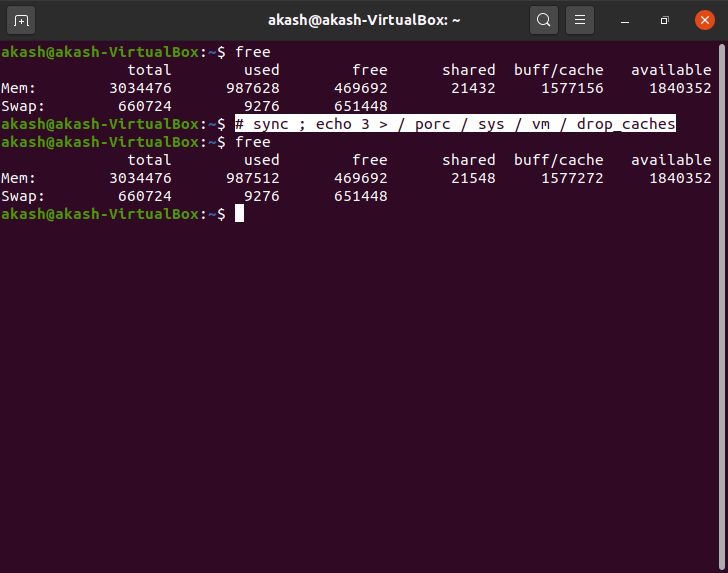 akash@akash-VirtualBox: ~
akash@akash-VirtualBox:~$ free
total used free shared buff/cache available
Mem: 3034476 987628 469692 21432 1577156 1840352
Swap: 660724 9276 651448
akash@akash-VirtualBox:~$ # sync ; echo 3 > / porc / sys / vm / drop_caches
akash@akash-VirtualBox:~$ free
total used free shared buff/cache available
Mem: 3034476 987512 469692 21548 1577272 1840352
Swap: 660724 9276 651448
akash@akash-VirtualBox:~$